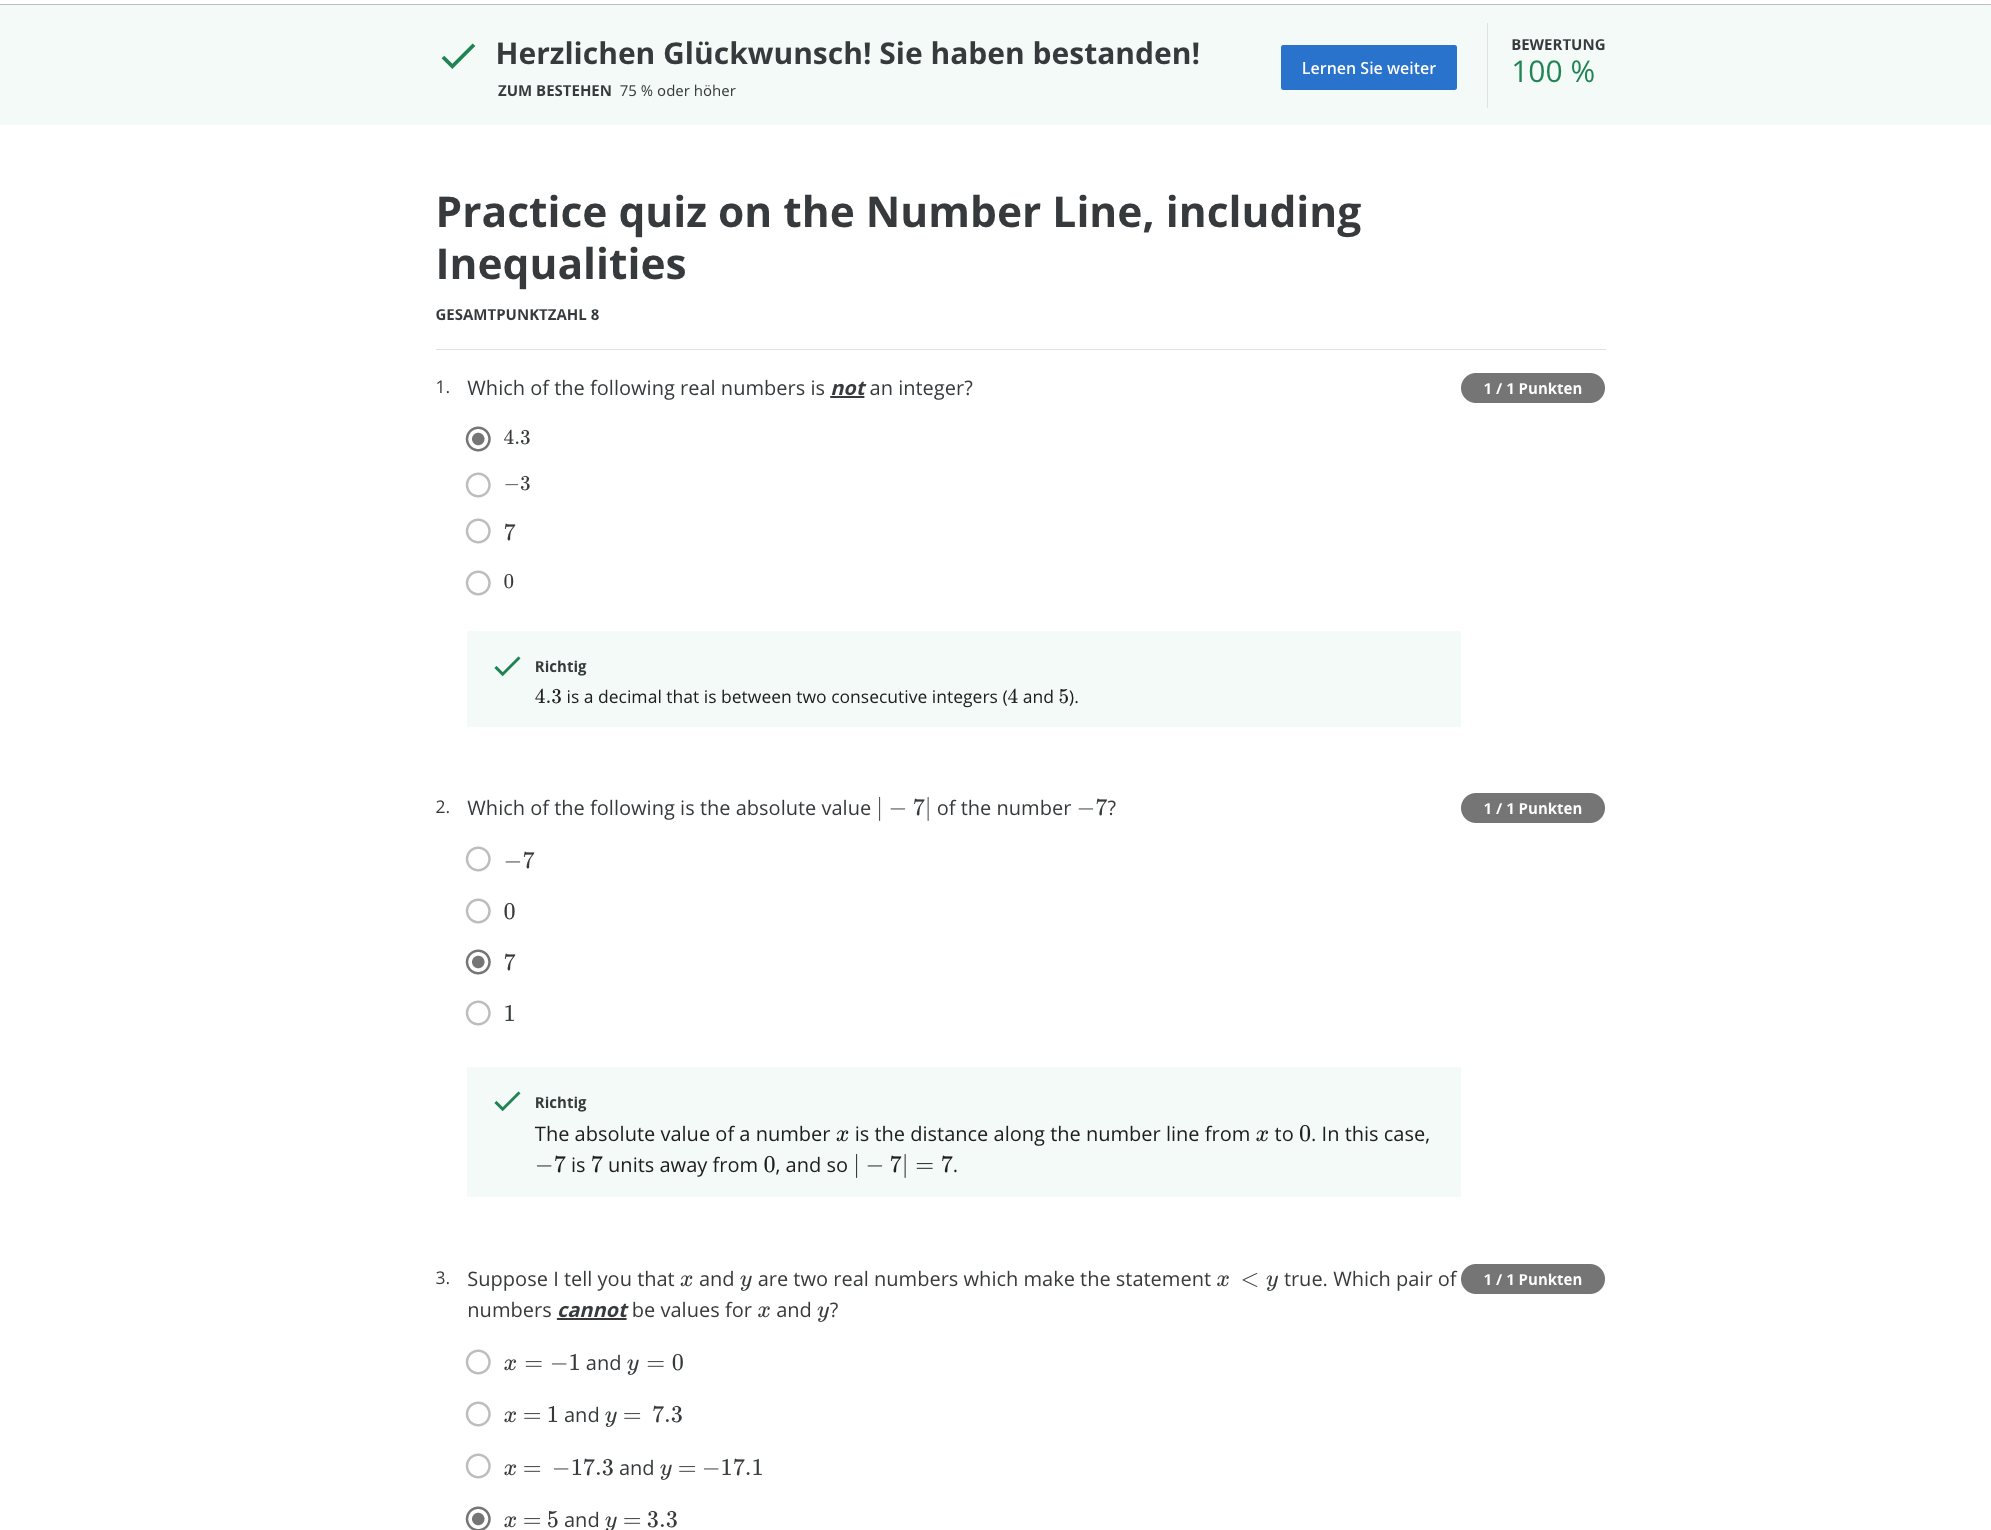 Herzlichen Glückwunsch! Sie haben bestanden!
ZUM BESTEHEN 75 % oder höher
Lernen Sie weiter
BEWERTUNG
100 %
Practice quiz on the Number Line, including
Inequalities
GESAMTPUNKTZAHL 8
1. Which of the following real numbers is not an integer?
1 / 1 Punkten
4.3
−3
7
0
Richtig
4.3 is a decimal that is between two consecutive integers (4 and 5).
2. Which of the following is the absolute value | − 7| of the number −7?
1 / 1 Punkten
−7
0
7
1
Richtig
The absolute value of a number x is the distance along the number line from x to 0. In this case,
−7 is 7 units away from 0, and so | − 7| = 7.
3. Suppose I tell you that x and y are two real numbers which make the statement x < y true. Which pair of
1 / 1 Punkten
numbers cannot be values for x and y?
x = −1 and y = 0
x = 1 and y = 7.3
x = −17.3 and y = −17.1
x = 5 and y = 3.3